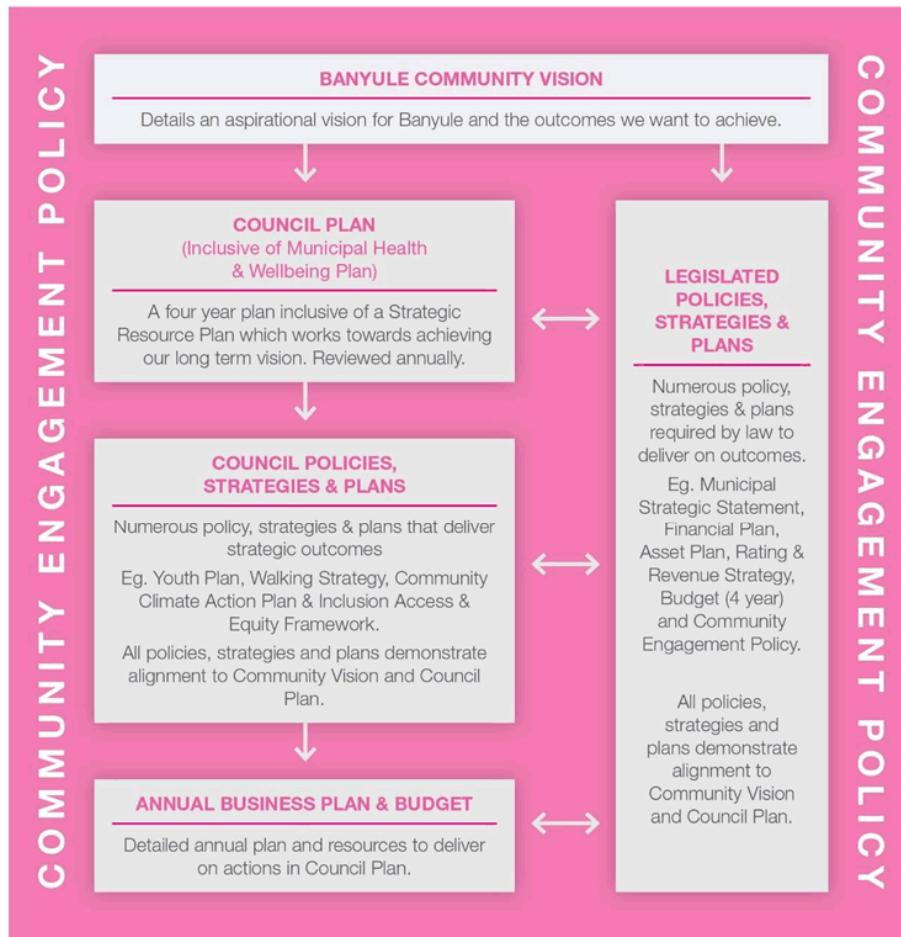 COMMUNITY ENGAGEMENT POLICY
BANYULE COMMUNITY VISION
Details an aspirational vision for Banyule and the outcomes we want to achieve.
COUNCIL PLAN
(Inclusive of Municipal Health
& Wellbeing Plan)
A four year plan inclusive of a Strategic
Resource Plan which works towards achieving
our long term vision. Reviewed annually.
COUNCIL POLICIES,
STRATEGIES & PLANS
Numerous policy, strategies & plans that deliver
strategic outcomes
Eg. Youth Plan, Walking Strategy, Community
Climate Action Plan & Inclusion Access &
Equity Framework.
All policies, strategies and plans demonstrate
alignment to Community Vision and Council
Plan.
ANNUAL BUSINESS PLAN & BUDGET
Detailed annual plan and resources to deliver
on actions in Council Plan.
LEGISLATED
POLICIES,
STRATEGIES &
PLANS
Numerous policy,
strategies & plans
required by law to
deliver on outcomes.
Eg. Municipal
Strategic Statement,
Financial Plan,
Asset Plan, Rating &
Revenue Strategy,
Budget (4 year)
and Community
Engagement Policy.
All policies,
strategies and
plans demonstrate
alignment to
Community Vision
and Council Plan.
COMMUNITY ENGAGEMENT POLICY